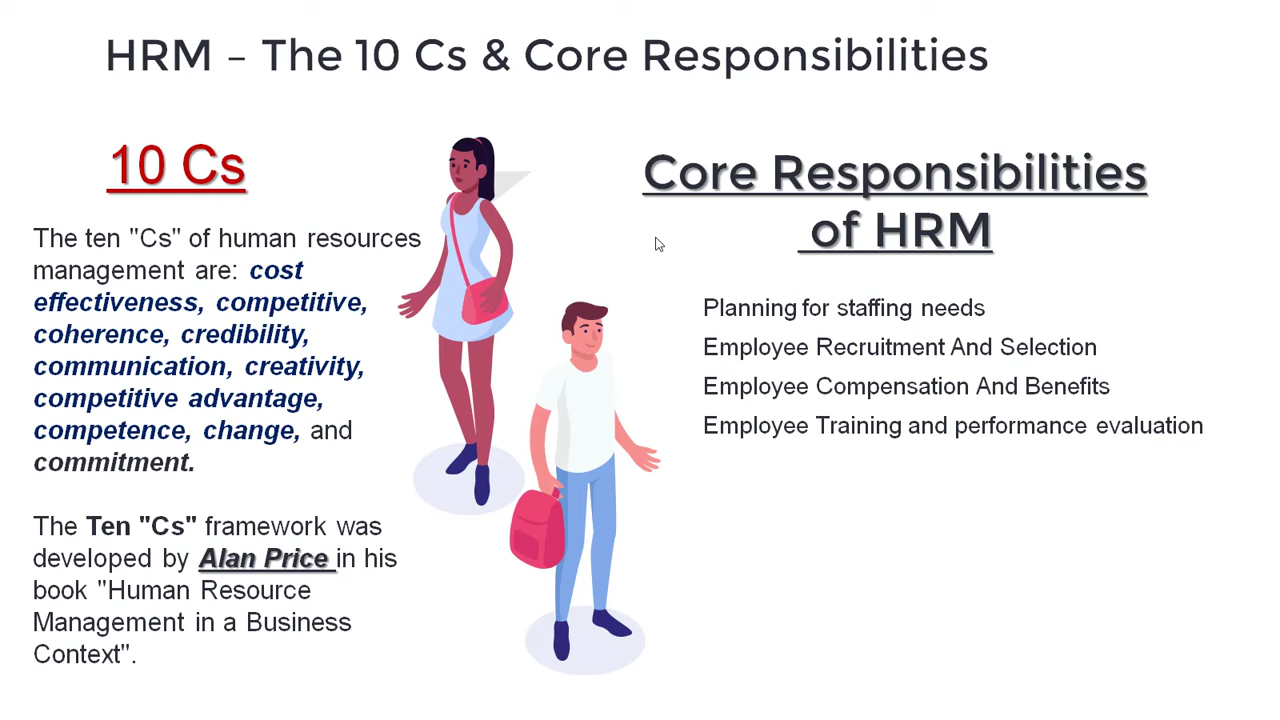 HRM – The 10 Cs & Core Responsibilities
10 Cs
The ten "Cs" of human resources
management are: cost
effectiveness, competitive,
coherence, credibility,
communication, creativity,
competitive advantage,
competence, change, and
commitment.
The Ten "Cs" framework was
developed by Alan Price in his
book "Human Resource
Management in a Business
Context".
Core Responsibilities
of HRM
Planning for staffing needs
Employee Recruitment And Selection
Employee Compensation And Benefits
Employee Training and performance evaluation